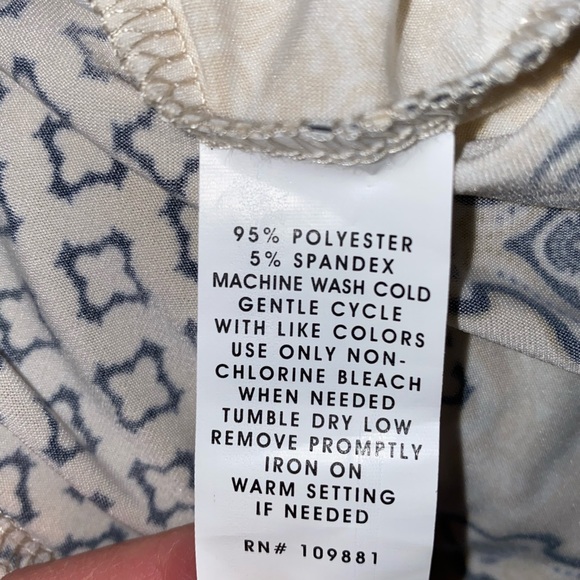 95% POLYESTER
5% SPANDEX
MACHINE WASH COLD
GENTLE CYCLE
WITH LIKE COLORS
USE ONLY NON-
CHLORINE BLEACH
WHEN NEEDED
TUMBLE DRY LOW
REMOVE PROMPTLY
IRON ON
WARM SETTING
IF NEEDED
RN# 109881